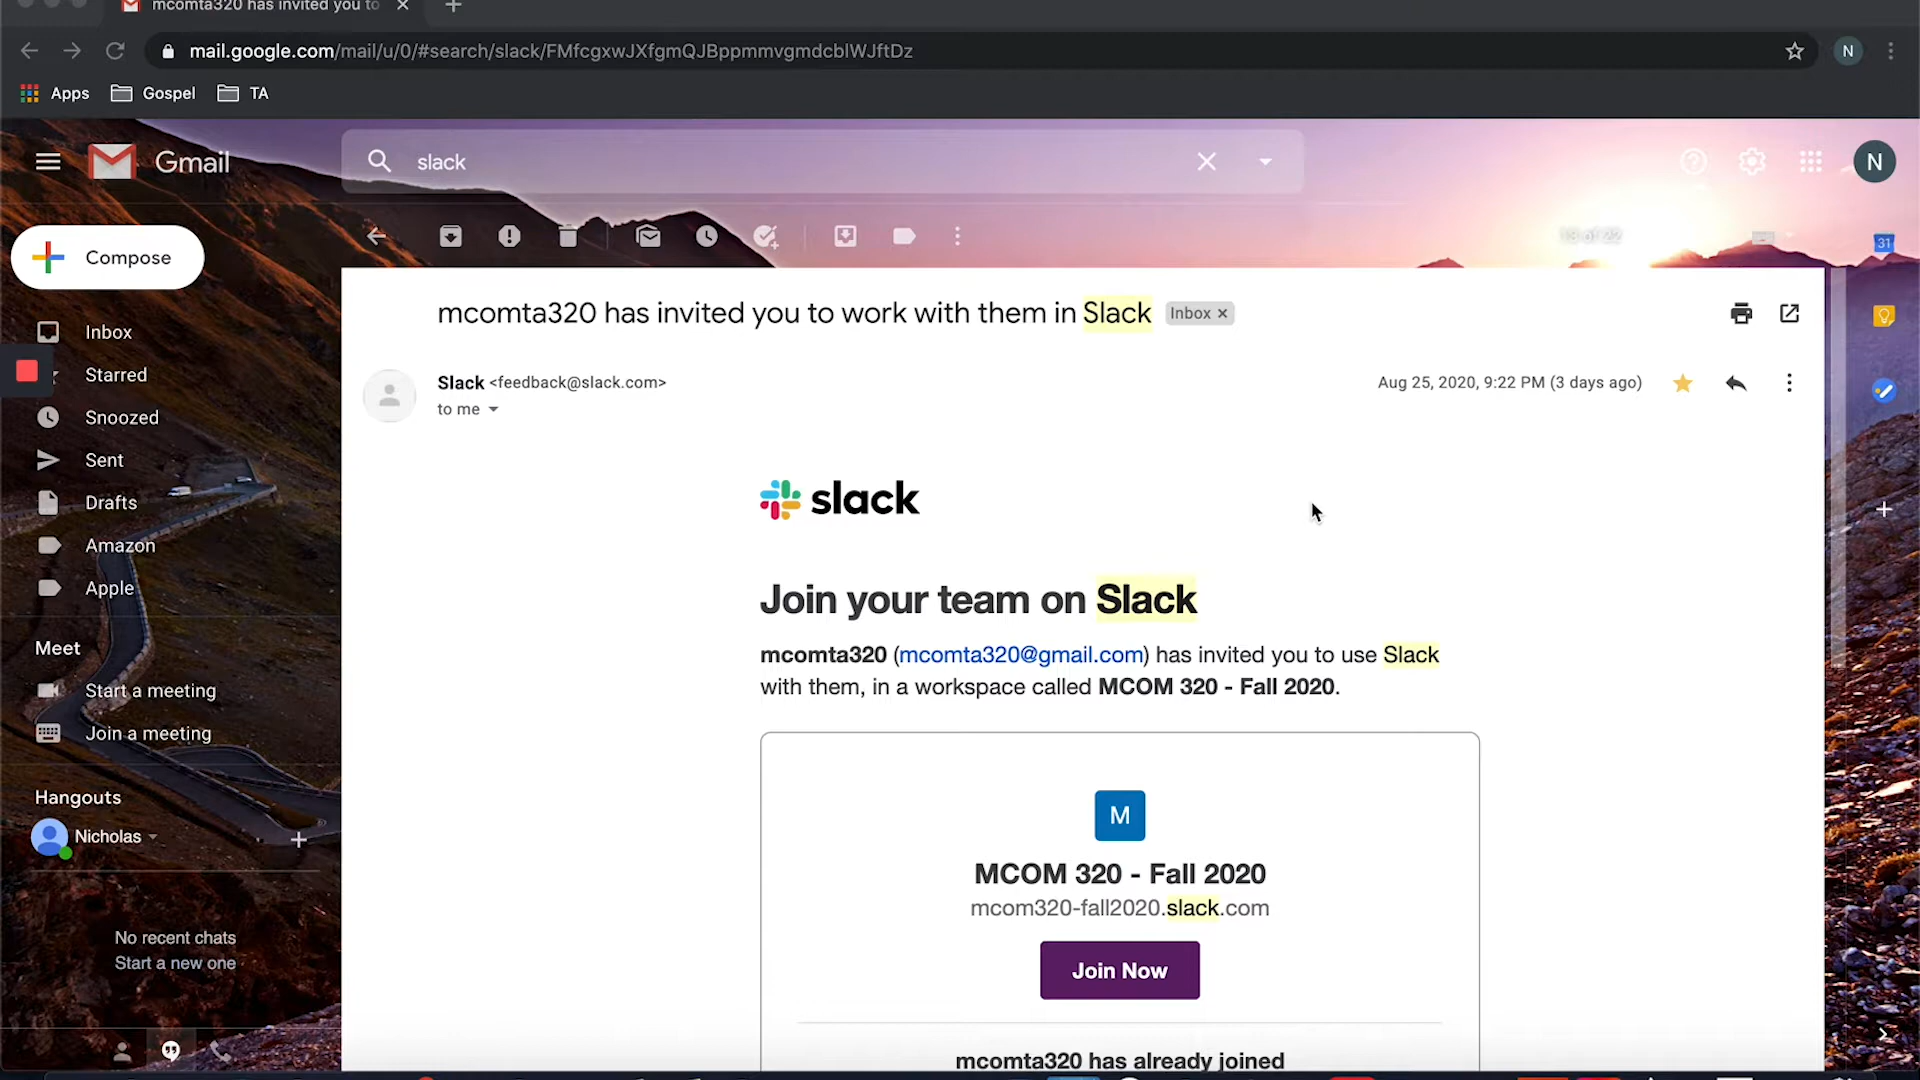 mcomta320 has invited you to
mail.google.com/mail/u/0/#search/slack/FMfcgxwJXfgmQJBppmmvgmdcblWJftDz
N
Apps
Gospel
TA
Gmail
slack
N
Compose
13 of 22
31
mcomta320 has invited you to work with them in Slack
Inbox ×
Inbox
Starred
Snoozed
Sent
Drafts
Amazon
Apple
Slack <feedback@slack.com>
Aug 25, 2020, 9:22 PM (3 days ago)
to me
slack
Join your team on Slack
mcomta320 (mcomta320@gmail.com) has invited you to use Slack
with them, in a workspace called MCOM 320 - Fall 2020.
Meet
Start a meeting
Join a meeting
Hangouts
Nicholas
No recent chats
Start a new one
M
MCOM 320 - Fall 2020
mcom320-fall2020.slack.com
Join Now
mcomta320 has already joined